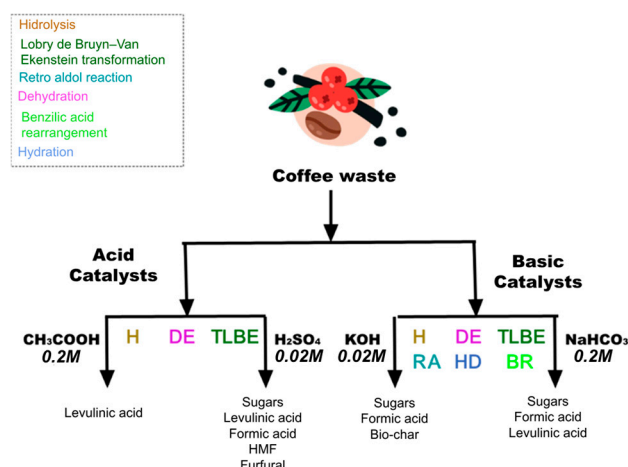 Hidrolysis
Lobry de Bruyn–Van
Ekenstein transformation
Retro aldol reaction
Dehydration
Benzilic acid
rearrangement
Hydration
Coffee waste
Acid
Catalysts
Basic
Catalysts
CH₃COOH
0.2M
H DE TLBE
H₂SO₄
0.02M
KOH
0.02M
H DE TLBE
RA HD BR
NaHCO₃
0.2M
Levulinic acid
Sugars
Levulinic acid
Formic acid
HMF
Furfural
Sugars
Formic acid
Bio-char
Sugars
Formic acid
Levulinic acid